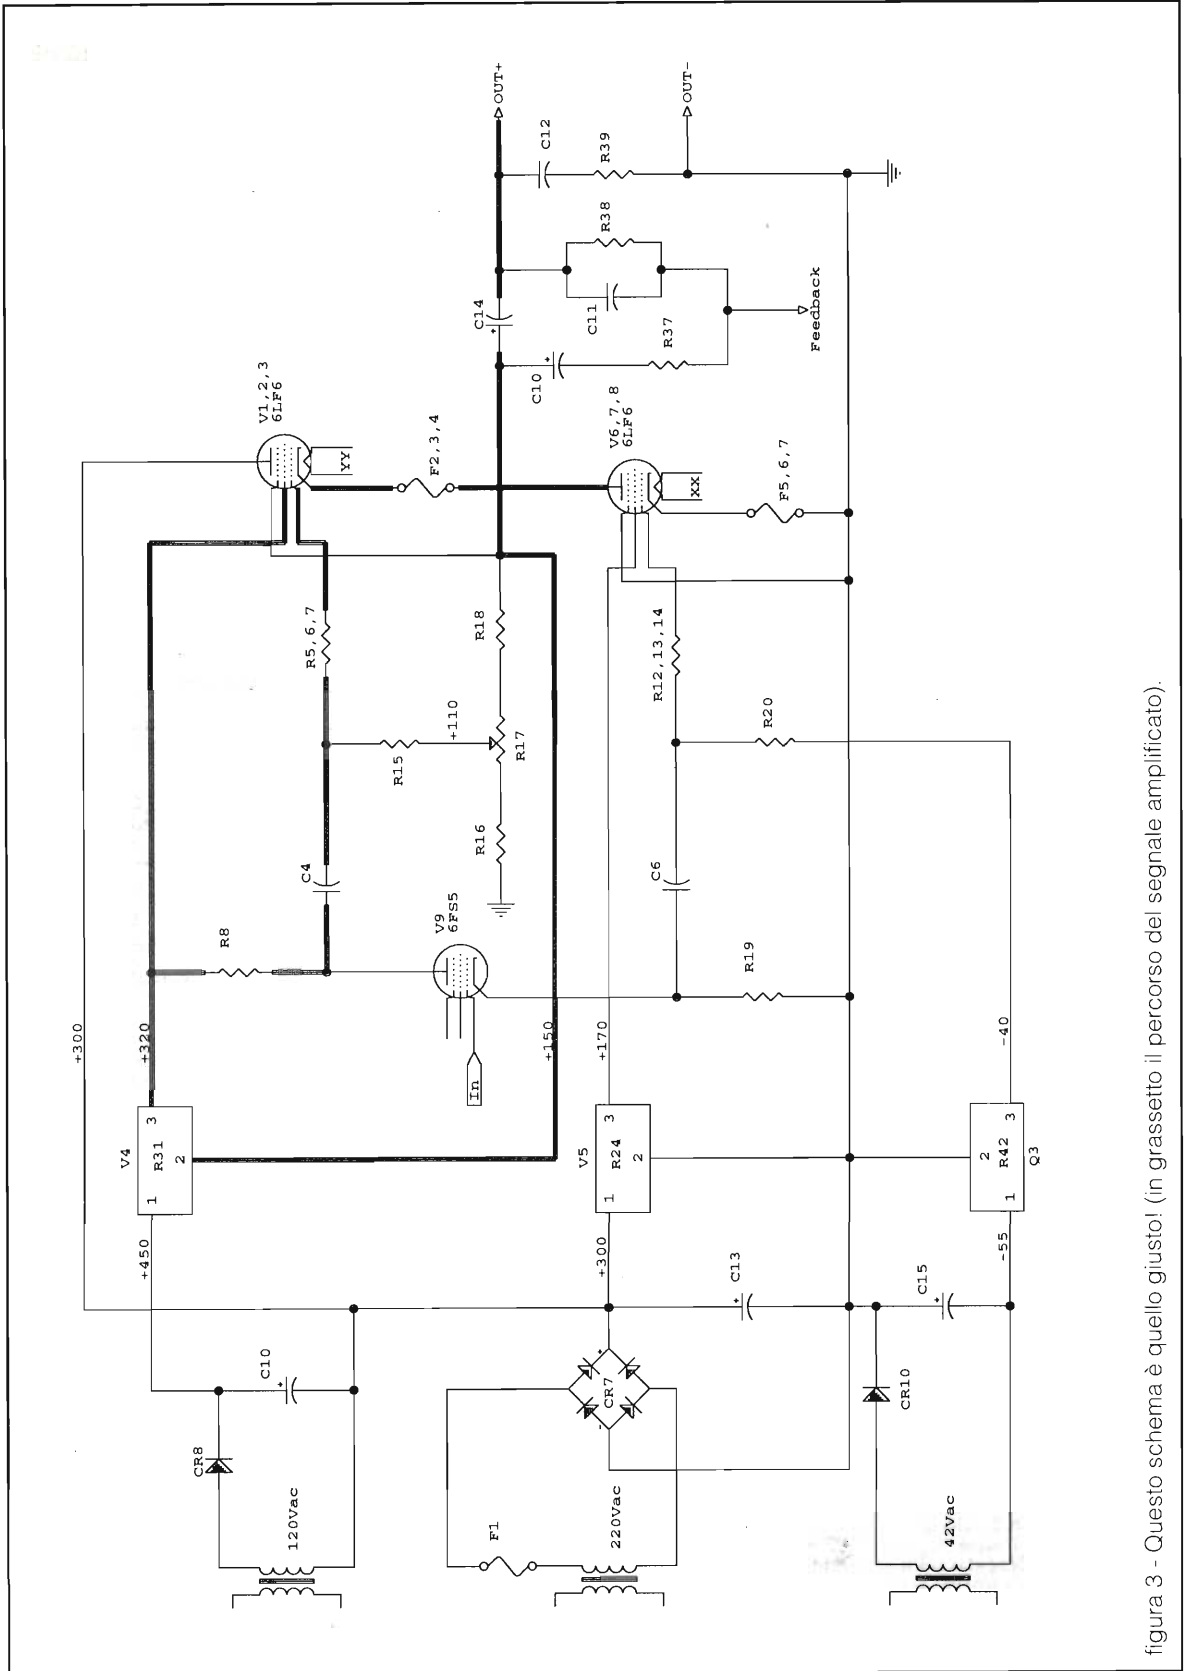 120Vac
CR8
C10
+450
V4
1
R31
3
2
+300
+320
R8
C4
R5,6,7
V1,2,3
6LF6
YY
F2,3,4
V9
6FS5
In
+150
R15
+110
R16
R17
R18
C14
OUT+
C12
R39
OUT-
C10
R37
C11
R38
Feedback
F1
220Vac
CR7
+
-
+300
V5
1
R24
3
2
+170
C6
R19
R20
R12,13,14
V6,7,8
6LF6
XX
F5,6,7
C13
42Vac
CR10
C15
-55
1
R42
3
2
Q3
-40
figura 3 - Questo schema è quello giusto! (in grassetto il percorso del segnale amplificato).